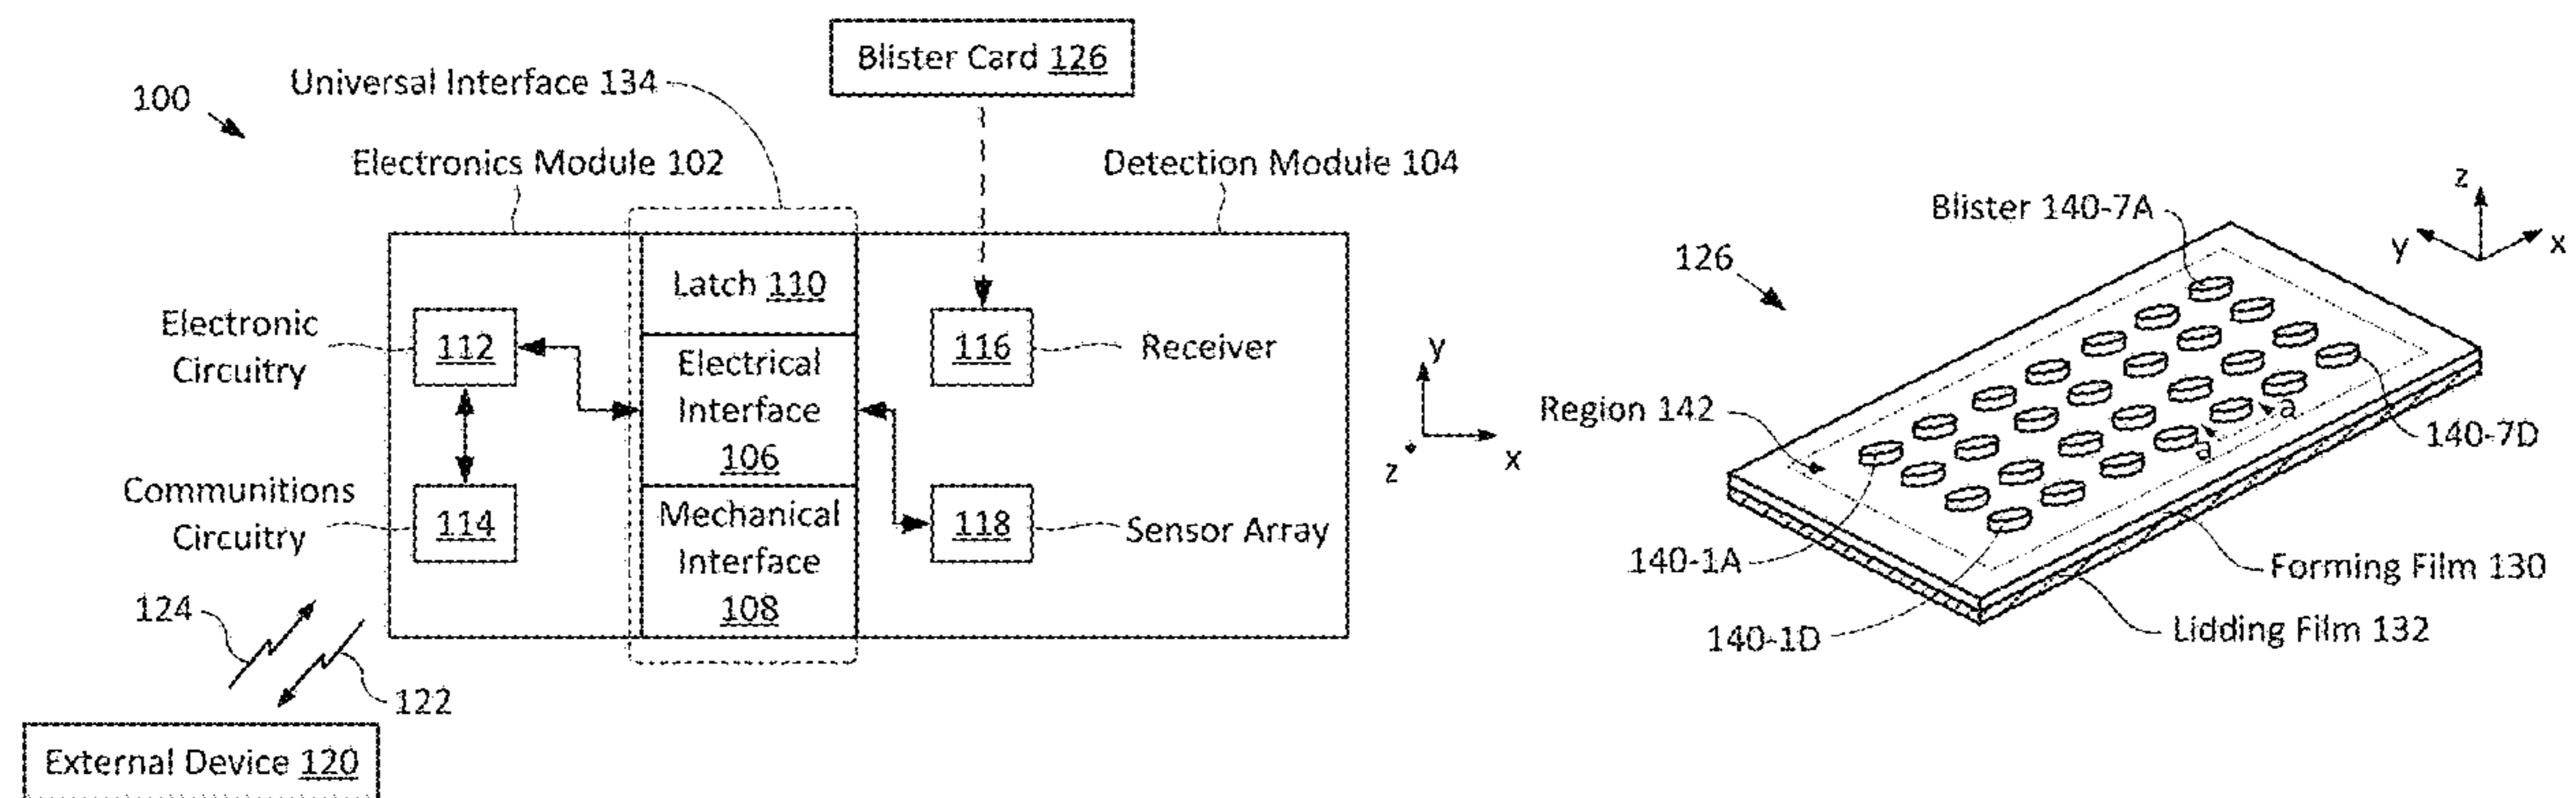 Blister Card 126
Universal Interface 134
100
Electronics Module 102
Detection Module 104
Latch 110
Electronic
Circuitry
112
Electrical
Interface
106
116
Receiver
Communitions
Circuitry
114
Mechanical
Interface
108
118
Sensor Array
124
122
External Device 120
y
z
x
z
y
x
Blister 140-7A
126
Region 142
a
a
140-7D
140-1A
140-1D
Forming Film 130
Lidding Film 132